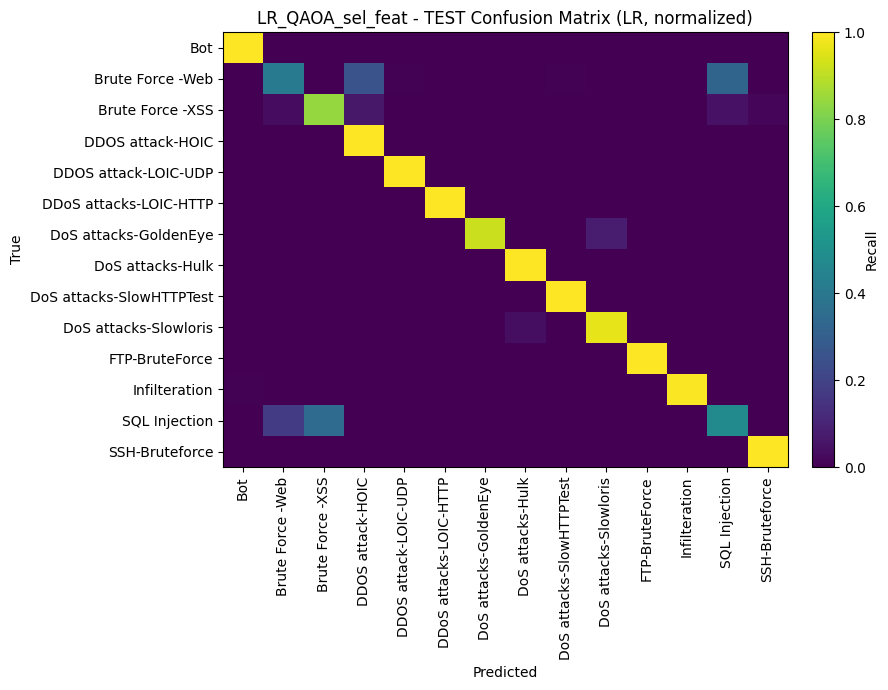 LR_QAOA_sel_feat - TEST Confusion Matrix (LR, normalized)
True
Bot
Brute Force -Web
Brute Force -XSS
DDOS attack-HOIC
DDOS attack-LOIC-UDP
DDoS attacks-LOIC-HTTP
DoS attacks-GoldenEye
DoS attacks-Hulk
DoS attacks-SlowHTTPTest
DoS attacks-Slowloris
FTP-BruteForce
Infilteration
SQL Injection
SSH-Bruteforce
Bot
Brute Force -Web
Brute Force -XSS
DDOS attack-HOIC
DDOS attack-LOIC-UDP
DDoS attacks-LOIC-HTTP
DoS attacks-GoldenEye
DoS attacks-Hulk
DoS attacks-SlowHTTPTest
DoS attacks-Slowloris
FTP-BruteForce
Infilteration
SQL Injection
SSH-Bruteforce
Predicted
1.0
0.8
0.6
0.4
0.2
0.0
Recall